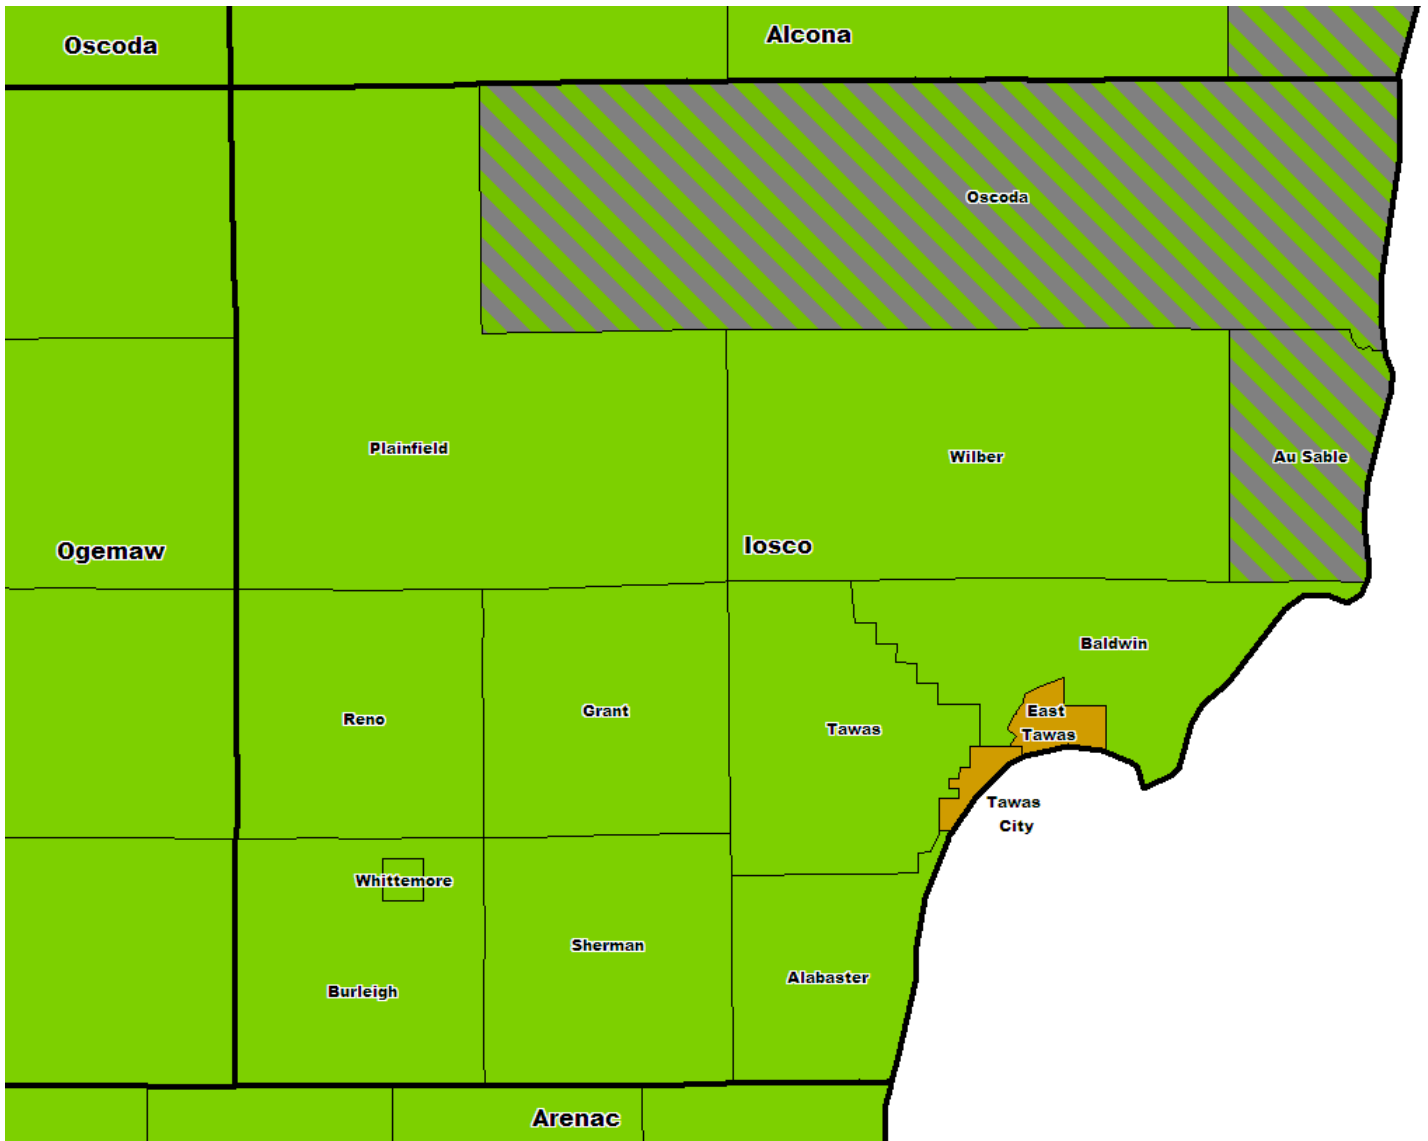 Oscoda
Alcona
Oscoda
Plainfield
Wilber
Au Sable
Ogemaw
Iosco
Baldwin
Reno
Grant
Tawas
East
Tawas
Tawas
City
Whittemore
Sherman
Burleigh
Alabaster
Arenac